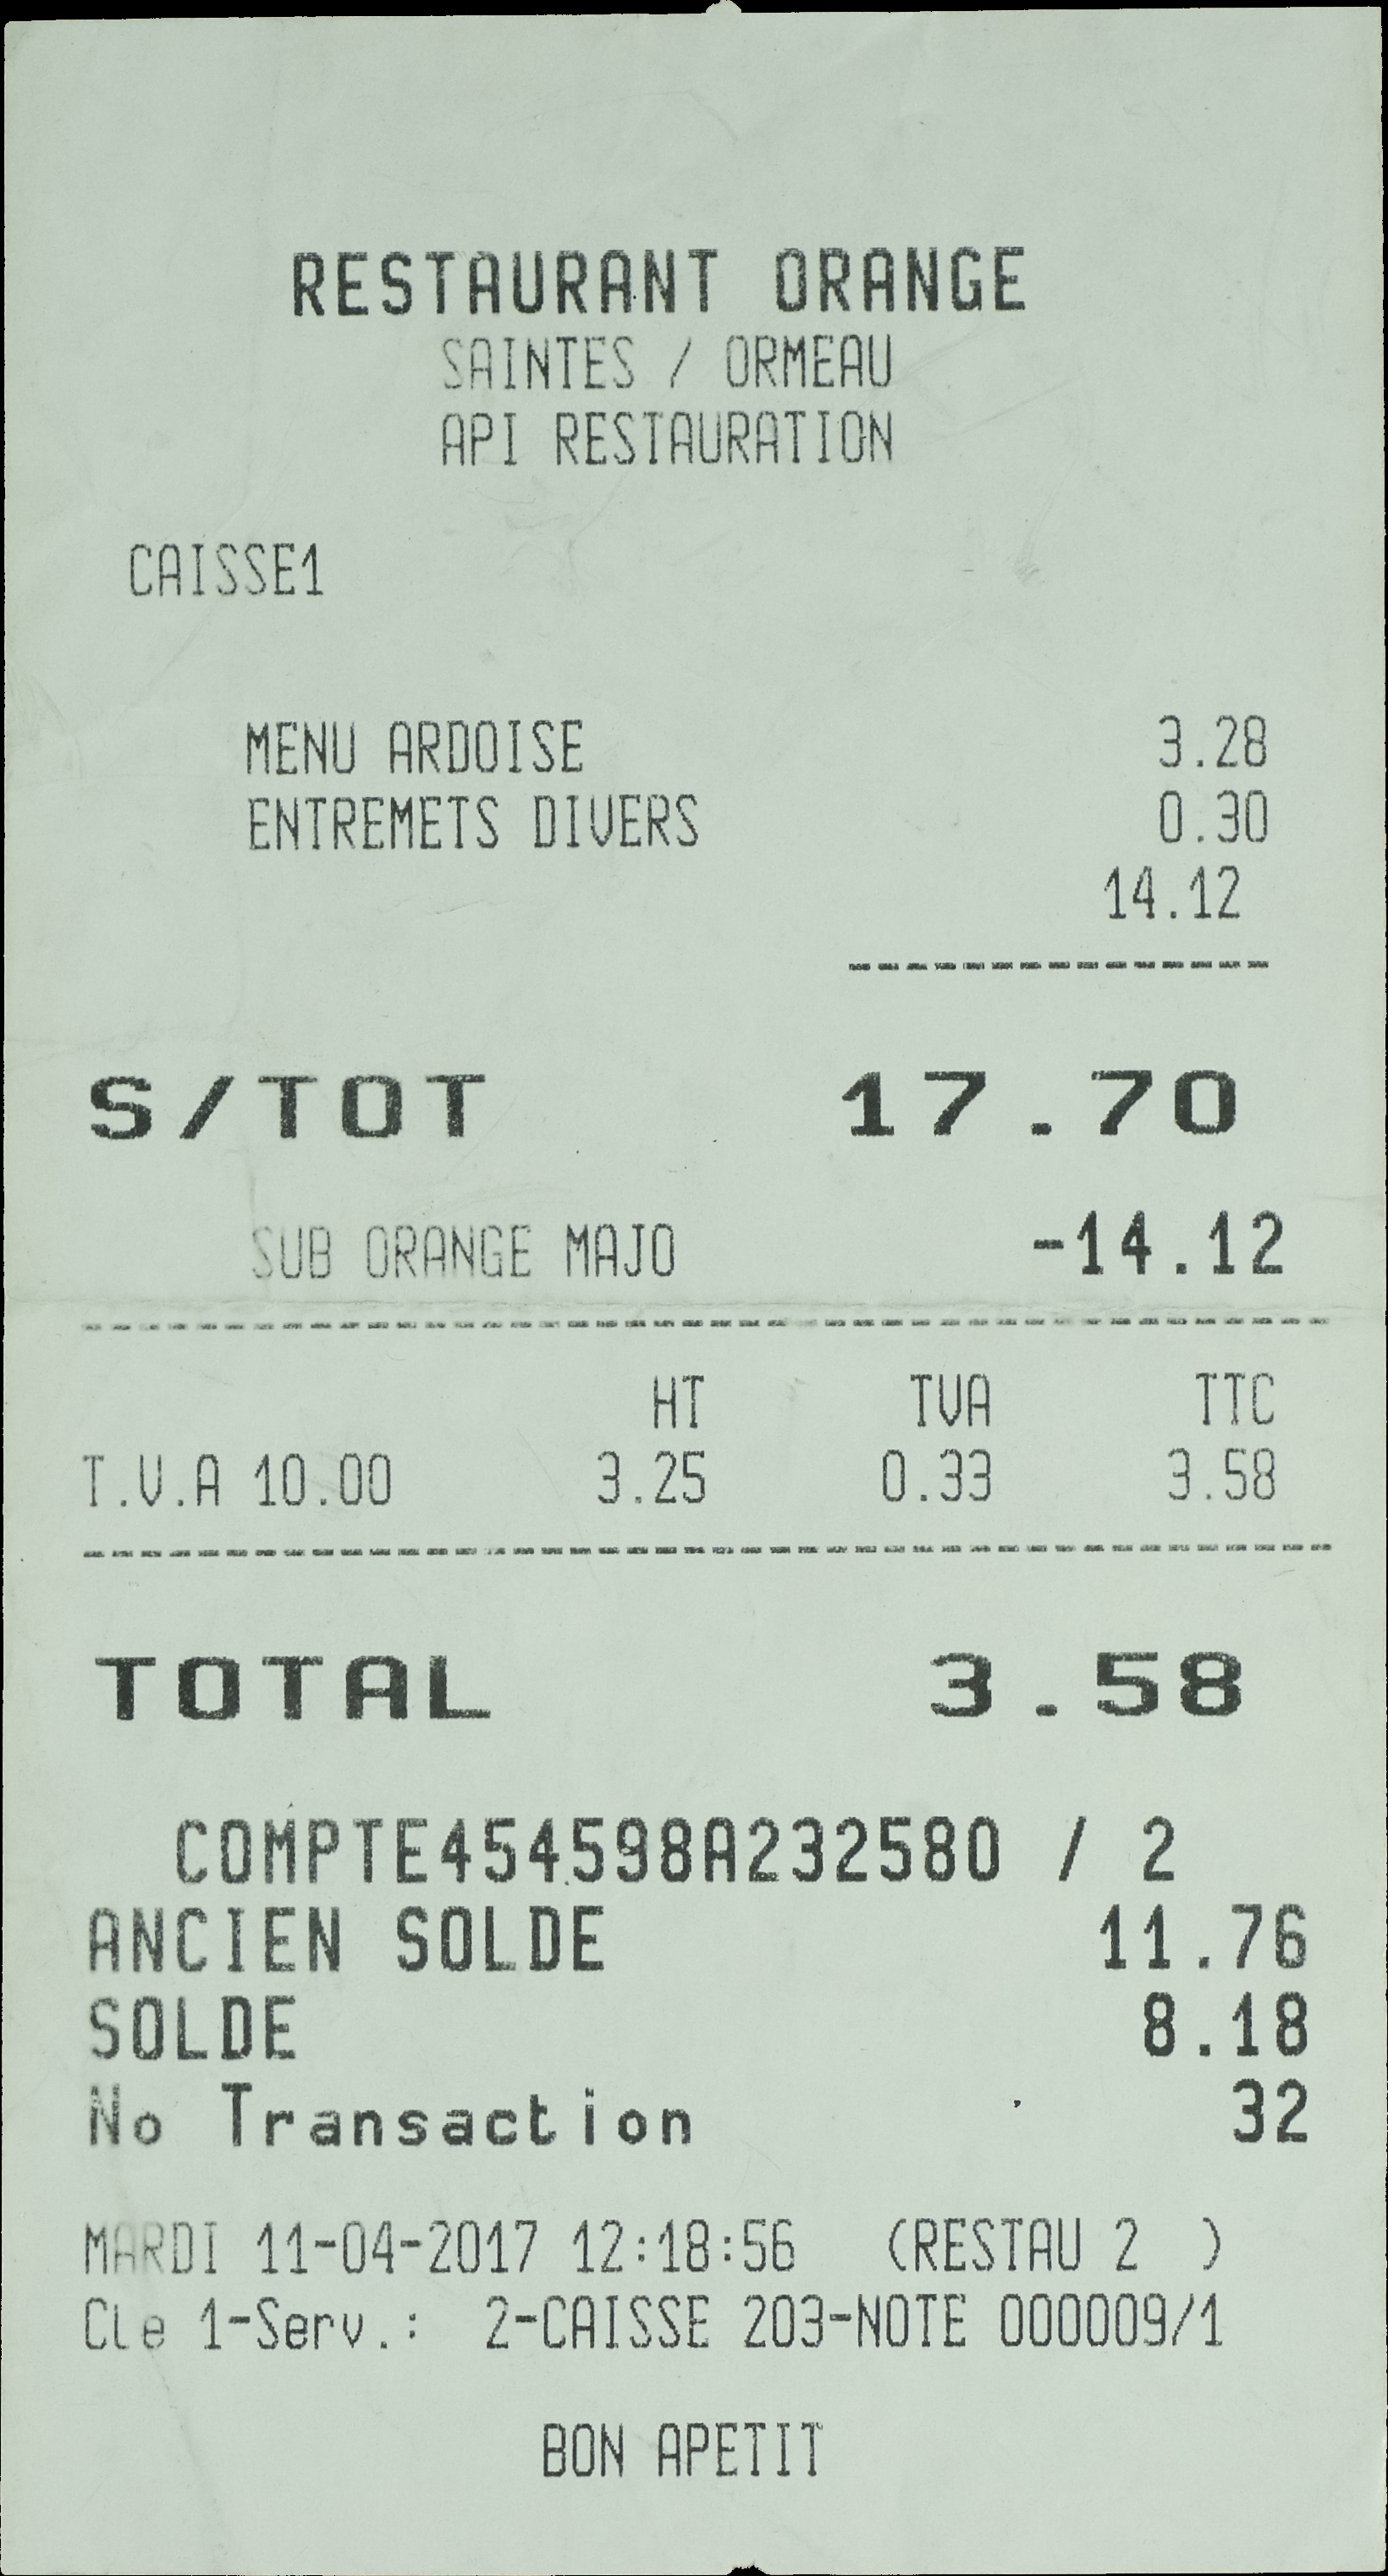 RESTAURANT ORANGE
SAINTES / ORMEAU
API RESTAURATION
CAISSE1
MENU ARDOISE 3.28
ENTREMETS DIVERS 0.30
14.12
S/TOT 17.70
SUB ORANGE MAJO -14.12
HT TVA TTC
T.V.A 10.00 3.25 0.33 3.58
TOTAL 3.58
COMPTE454598A232580 / 2
ANCIEN SOLDE 11.76
SOLDE 8.18
No Transaction 32
MARDI 11-04-2017 12:18:56 (RESTAU 2 )
Cle 1-Serv.: 2-CAISSE 203-NOTE 000009/1
BON APETIT